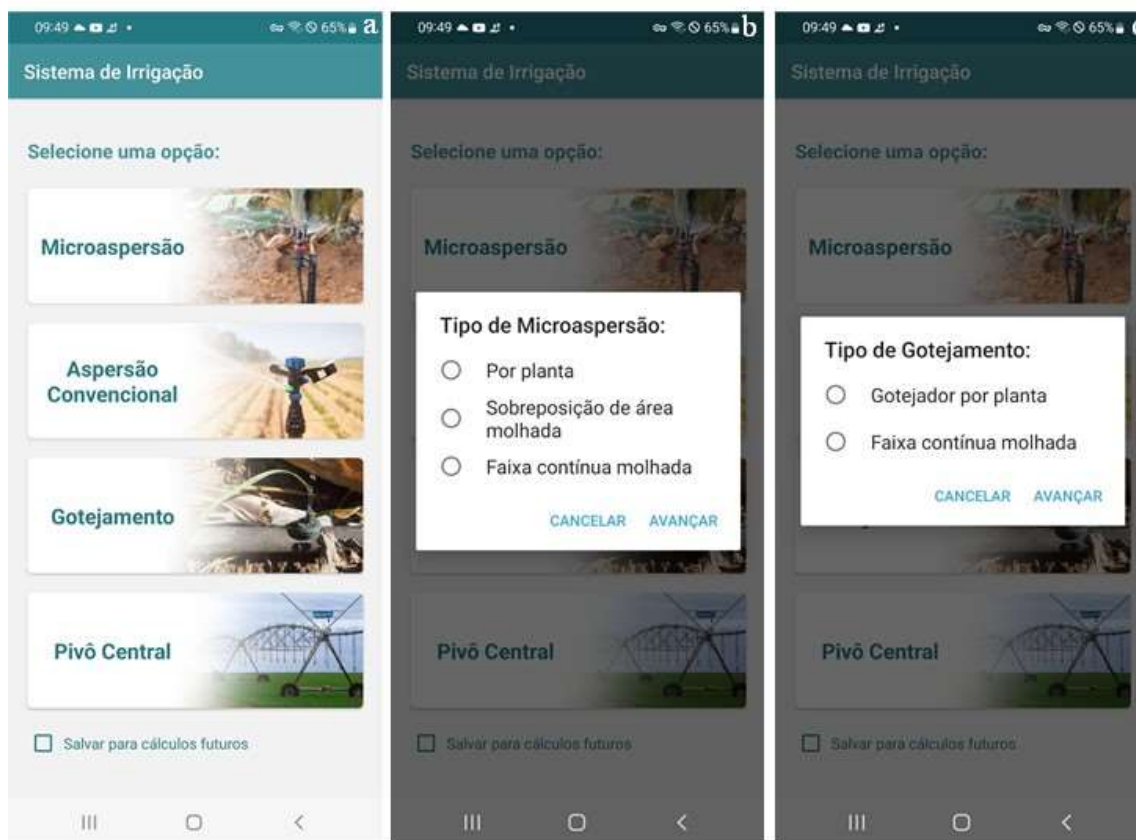 09:49
65%
a
Sistema de Irrigação
Selecione uma opção:
Microaspersão
Aspersão
Convencional
Gotejamento
Pivô Central
Salvar para cálculos futuros
09:49
65%
b
Sistema de Irrigação
Selecione uma opção:
Microaspersão
Tipo de Microaspersão:
Por planta
Sobreposição de área
molhada
Faixa contínua molhada
CANCELAR AVANÇAR
Pivô Central
Salvar para cálculos futuros
09:49
65%
Sistema de Irrigação
Selecione uma opção:
Microaspersão
Tipo de Gotejamento:
Gotejador por planta
Faixa contínua molhada
CANCELAR AVANÇAR
Pivô Central
Salvar para cálculos futuros